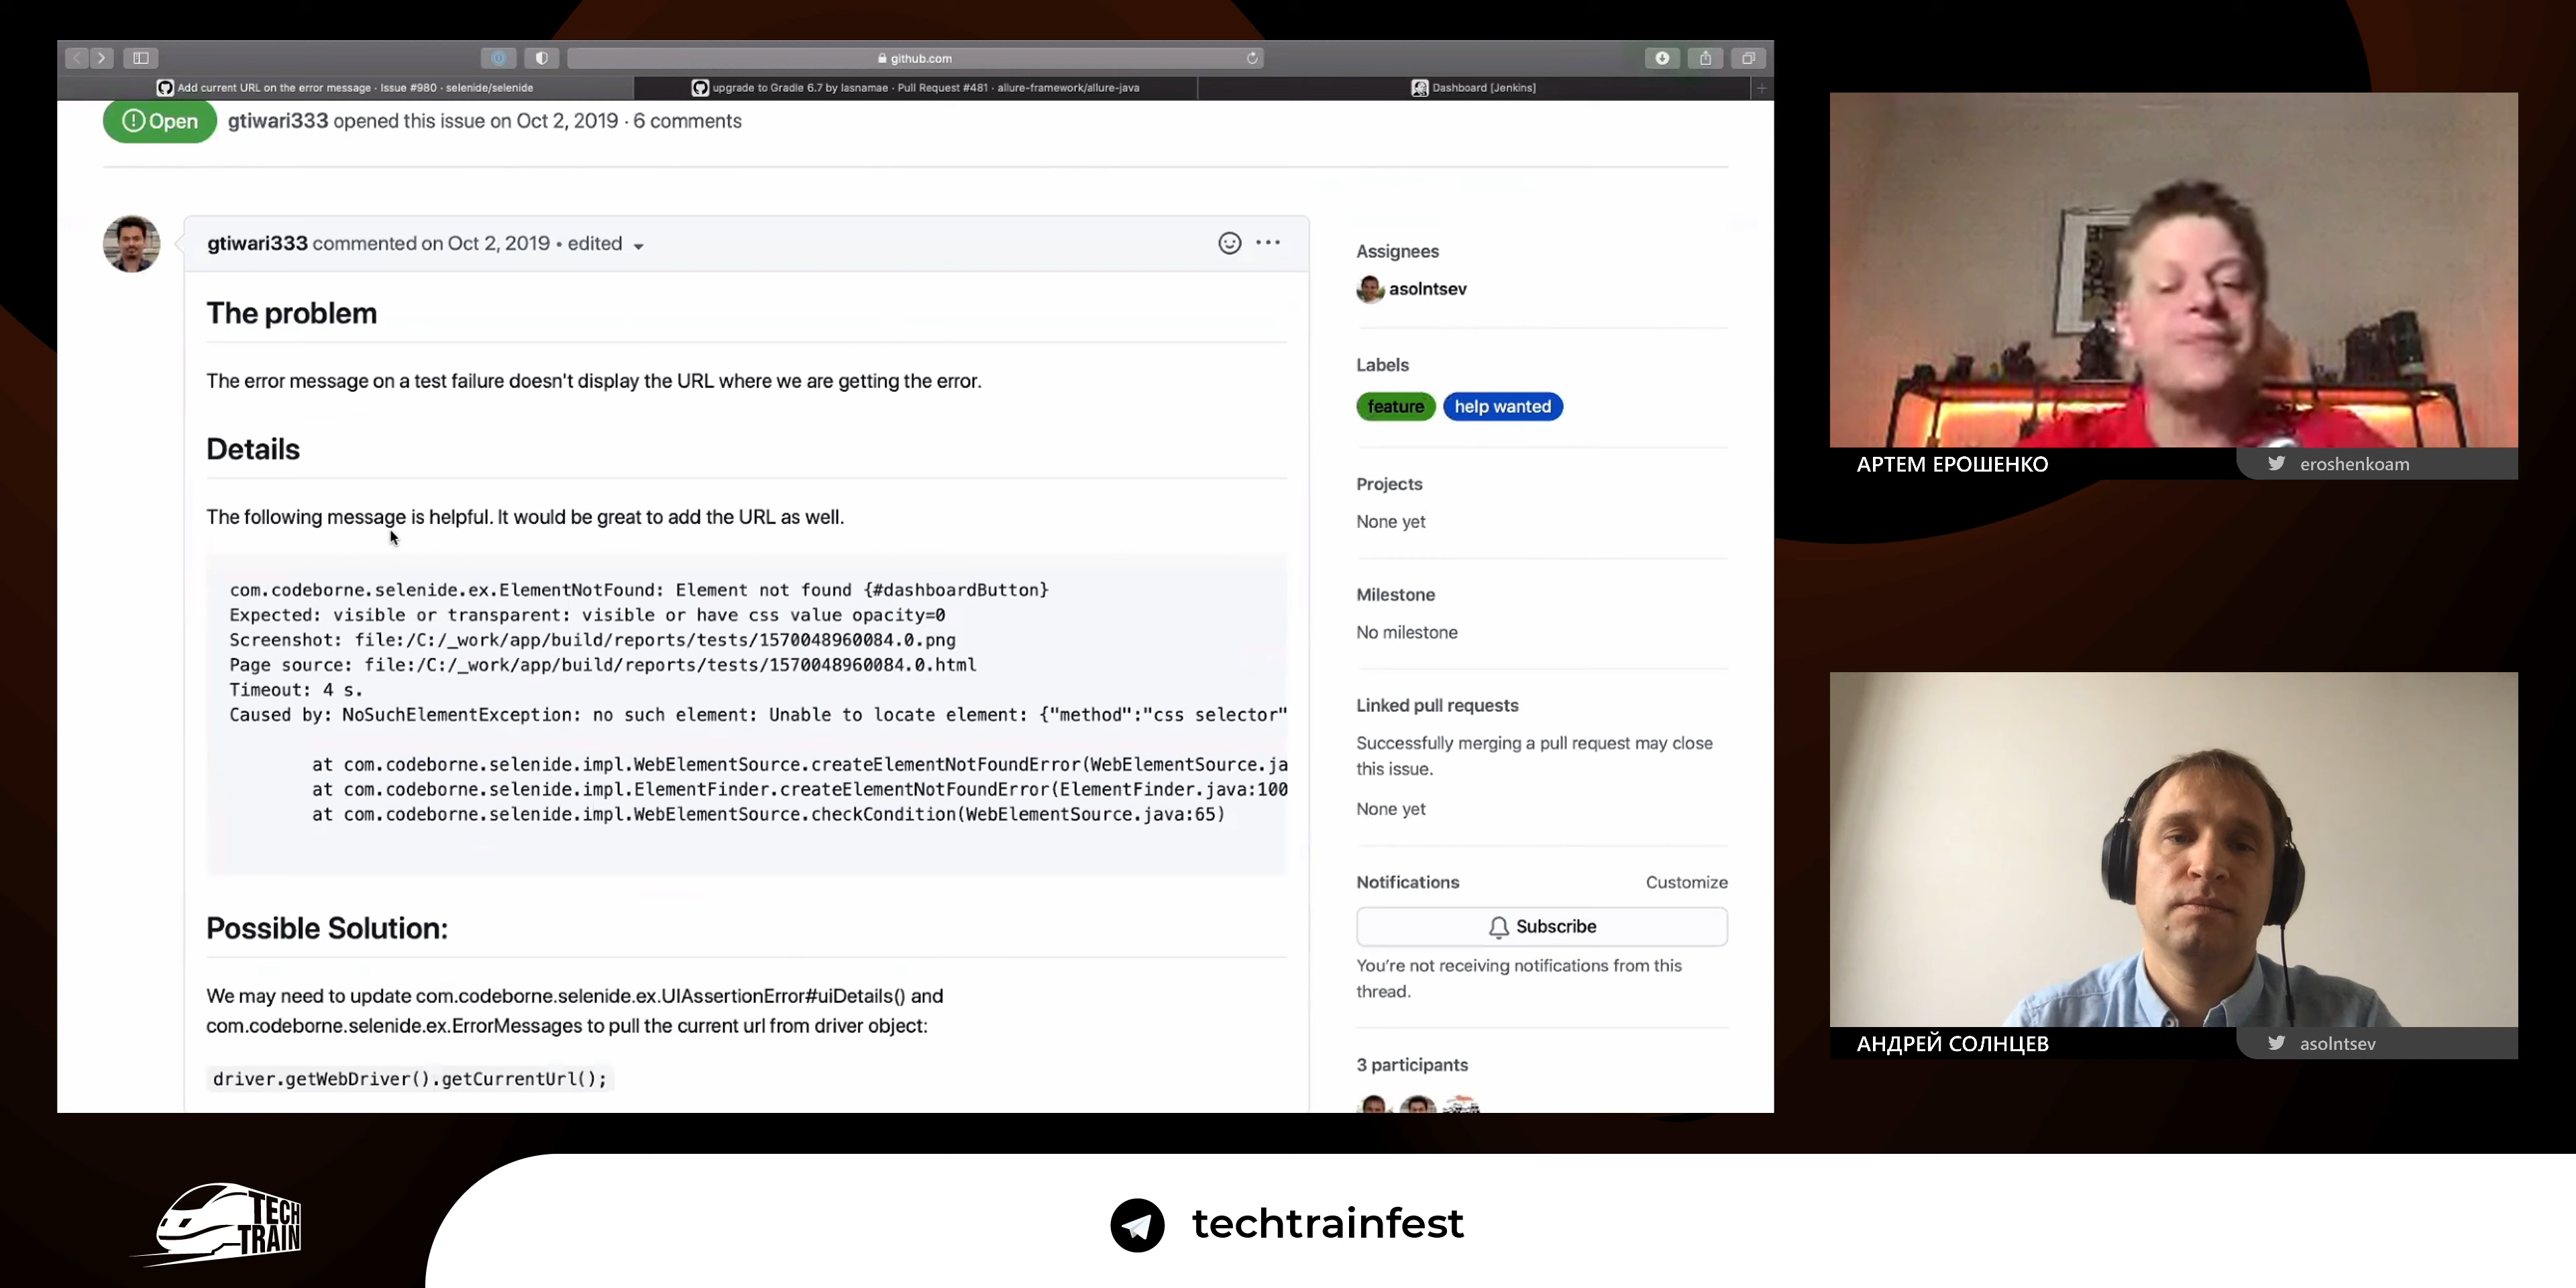 github.com
Add current URL on the error message · Issue #980 · selenide/selenide
upgrade to Gradle 6.7 by lasnamae · Pull Request #481 · allure-framework/allure-java
Dashboard [Jenkins]
Open
gtiwari333 opened this issue on Oct 2, 2019 · 6 comments
gtiwari333 commented on Oct 2, 2019 • edited
The problem
The error message on a test failure doesn't display the URL where we are getting the error.
Details
The following message is helpful. It would be great to add the URL as well.
com.codeborne.selenide.ex.ElementNotFound: Element not found {#dashboardButton}
Expected: visible or transparent: visible or have css value opacity=0
Screenshot: file:/C:/_work/app/build/reports/tests/1570048960084.0.png
Page source: file:/C:/_work/app/build/reports/tests/1570048960084.0.html
Timeout: 4 s.
Caused by: NoSuchElementException: no such element: Unable to locate element: {"method":"css selector"
at com.codeborne.selenide.impl.WebElementSource.createElementNotFoundError(WebElementSource.ja
at com.codeborne.selenide.impl.ElementFinder.createElementNotFoundError(ElementFinder.java:100
at com.codeborne.selenide.impl.WebElementSource.checkCondition(WebElementSource.java:65)
Possible Solution:
We may need to update com.codeborne.selenide.ex.UIAssertionError#uiDetails() and
com.codeborne.selenide.ex.ErrorMessages to pull the current url from driver object:
driver.getWebDriver().getCurrentUrl();
Assignees
asolntsev
Labels
feature help wanted
Projects
None yet
Milestone
No milestone
Linked pull requests
Successfully merging a pull request may close
this issue.
None yet
Notifications Customize
Subscribe
You're not receiving notifications from this
thread.
3 participants
АРТЕМ ЕРОШЕНКО
eroshenkoam
АНДРЕЙ СОЛНЦЕВ
asolntsev
TECH
TRAIN
techtrainfest